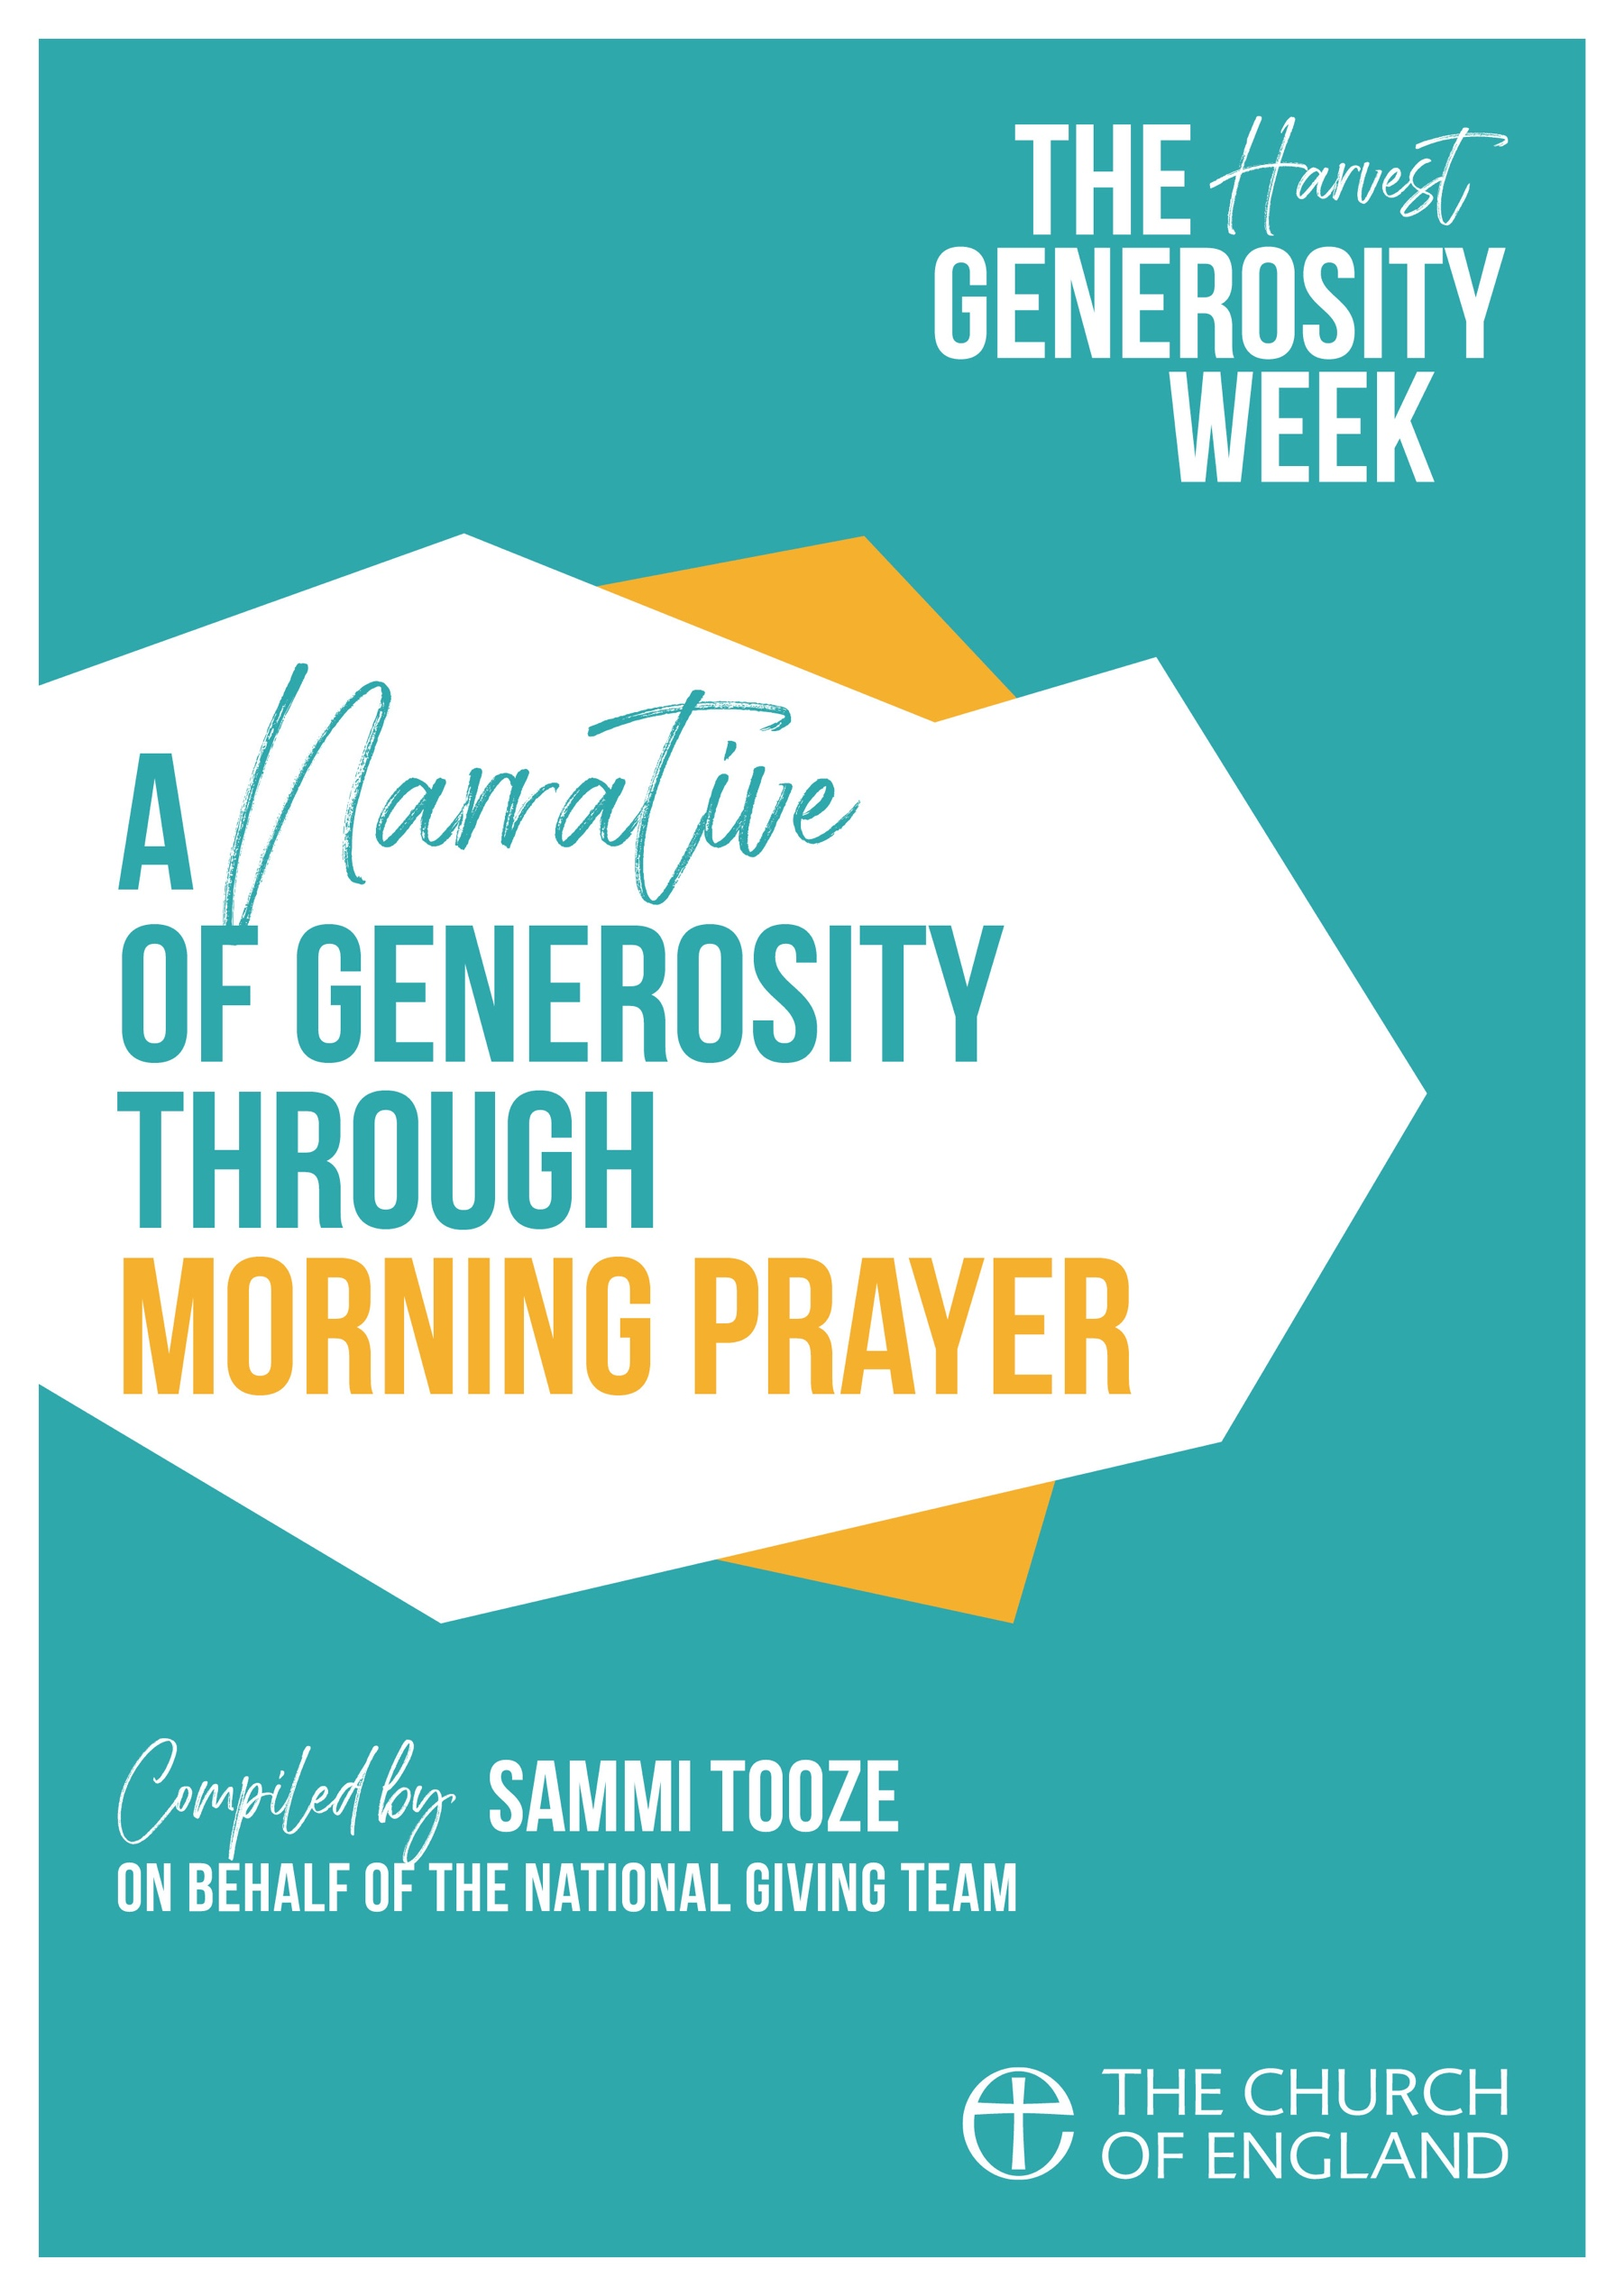 THE Harvest
GENEROSITY
WEEK
A Narrative
OF GENEROSITY
THROUGH
MORNING PRAYER
Compiled by SAMMI TOOZE
ON BEHALF OF THE NATIONAL GIVING TEAM
THE CHURCH
OF ENGLAND